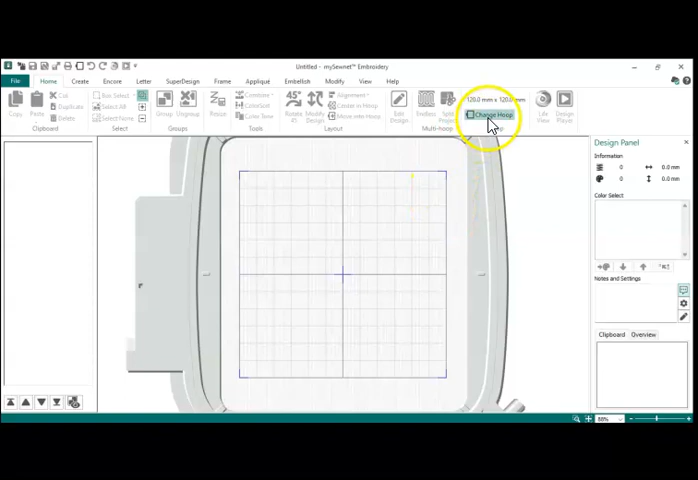 Untitled - mySewnet™ Embroidery
File Home Create Encore Letter SuperDesign Frame Appliqué Embellish Modify View Help
Copy Paste Cut Duplicate Delete
Clipboard
Box Select Select All Select None
Select
Group Ungroup
Groups
Resize Combine ColorSort Color Tone
Tools
Rotate 45 Modify Design Alignment Center in Hoop Move into Hoop
Layout
Edit Design
Endless Split Project
Multi-hoop
120.0 mm x 120.0 mm
Change Hoop
Life View Design Player
Design Panel
Information
0 0.0 mm
0 0.0 mm
Color Select
Notes and Settings
Clipboard Overview
88%